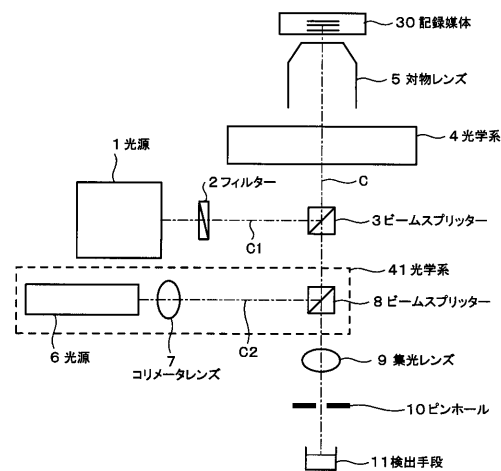 30 記録媒体
5 対物レンズ
4 光学系
1 光源
2 フィルター
C
3 ビームスプリッター
C1
41 光学系
8 ビームスプリッター
C2
6 光源
7
コリメータレンズ
9 集光レンズ
10 ピンホール
11 検出手段